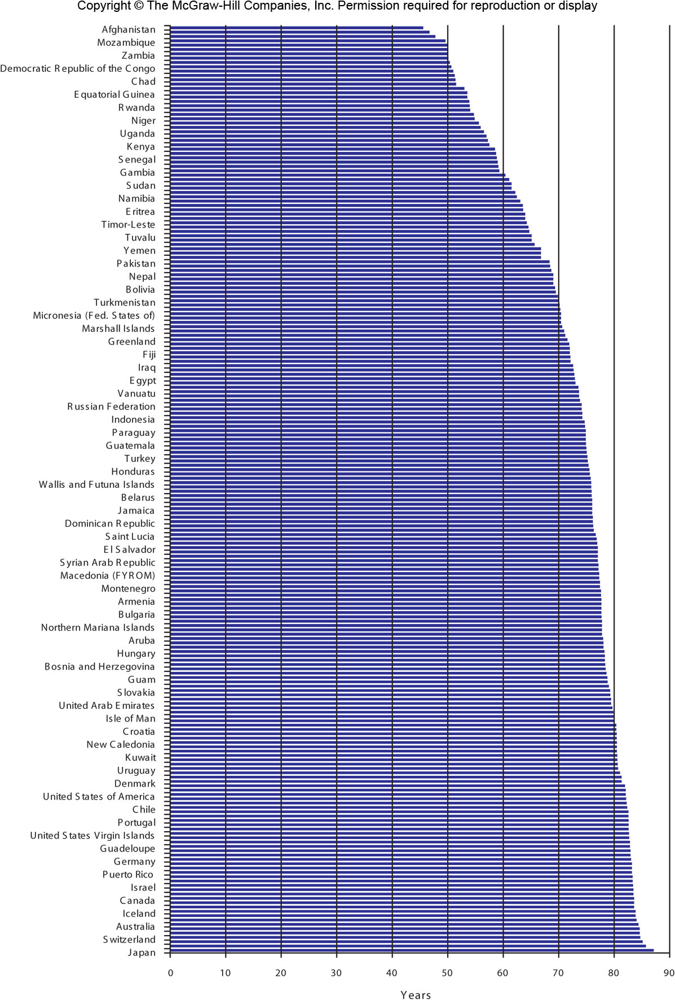 Copyright © The McGraw-Hill Companies, Inc. Permission required for reproduction or display
Afghanistan
Mozambique
Zambia
Democratic Republic of the Congo
Chad
Equatorial Guinea
Rwanda
Niger
Uganda
Kenya
Senegal
Gambia
Sudan
Namibia
Eritrea
Timor-Leste
Tuvalu
Yemen
Pakistan
Nepal
Bolivia
Turkmenistan
Micronesia (Fed. States of)
Marshall Islands
Greenland
Fiji
Iraq
Egypt
Vanuatu
Russian Federation
Indonesia
Paraguay
Guatemala
Turkey
Honduras
Wallis and Futuna Islands
Belarus
Jamaica
Dominican Republic
Saint Lucia
El Salvador
Syrian Arab Republic
Macedonia (FYROM)
Montenegro
Armenia
Bulgaria
Northern Mariana Islands
Aruba
Hungary
Bosnia and Herzegovina
Guam
Slovakia
United Arab Emirates
Isle of Man
Croatia
New Caledonia
Kuwait
Uruguay
Denmark
United States of America
Chile
Portugal
United States Virgin Islands
Guadeloupe
Germany
Puerto Rico
Israel
Canada
Iceland
Australia
Switzerland
Japan
0 10 20 30 40 50 60 70 80 90
Years